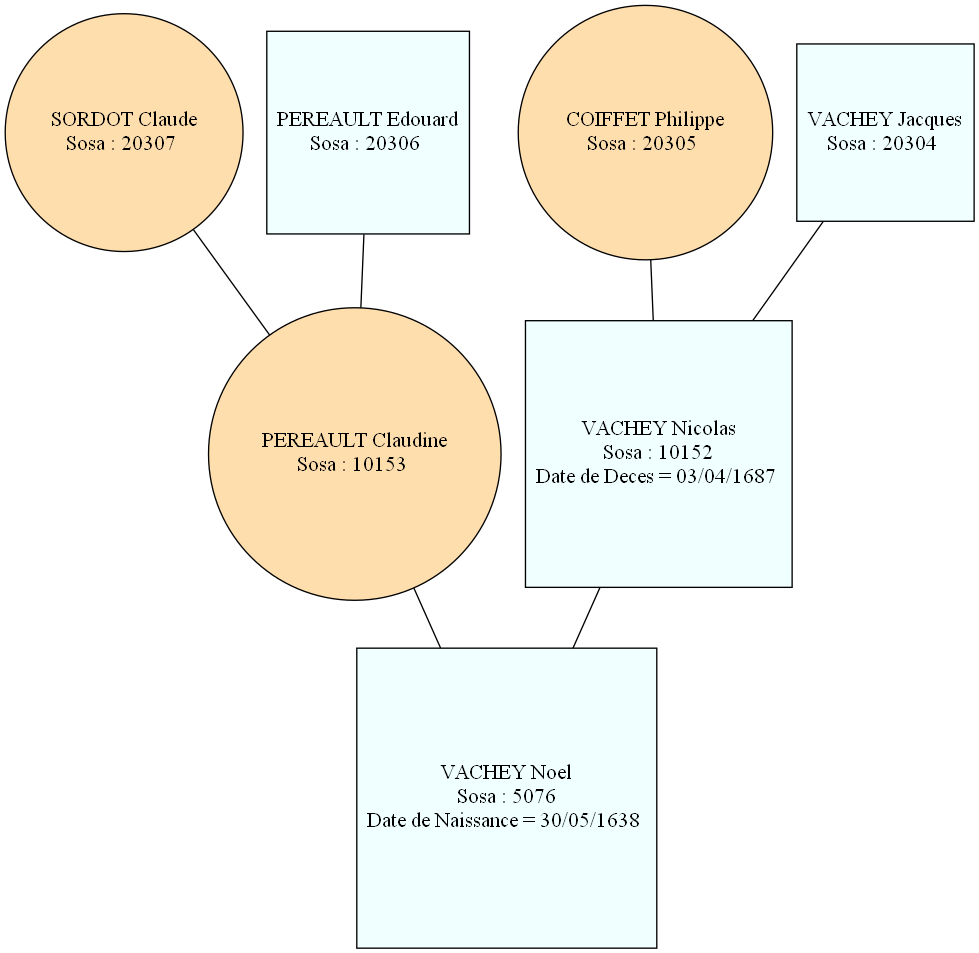 SORDOT Claude
Sosa : 20307
PEREAULT Edouard
Sosa : 20306
COIFFET Philippe
Sosa : 20305
VACHEY Jacques
Sosa : 20304
PEREAULT Claudine
Sosa : 10153
VACHEY Nicolas
Sosa : 10152
Date de Deces = 03/04/1687
VACHEY Noel
Sosa : 5076
Date de Naissance = 30/05/1638